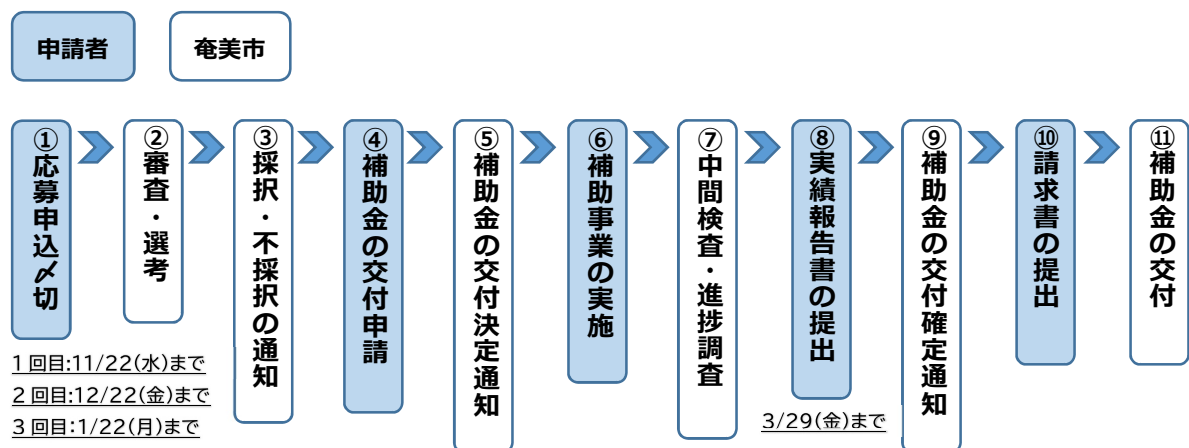 申請者
奄美市
①応募申込〆切
②審査・選考
③採択・不採択の通知
④補助金の交付申請
⑤補助金の交付決定通知
⑥補助事業の実施
⑦中間検査・進捗調査
⑧実績報告書の提出
⑨補助金の交付確定通知
⑩請求書の提出
⑪補助金の交付
1回目:11/22(水)まで
2回目:12/22(金)まで
3回目:1/22(月)まで
3/29(金)まで